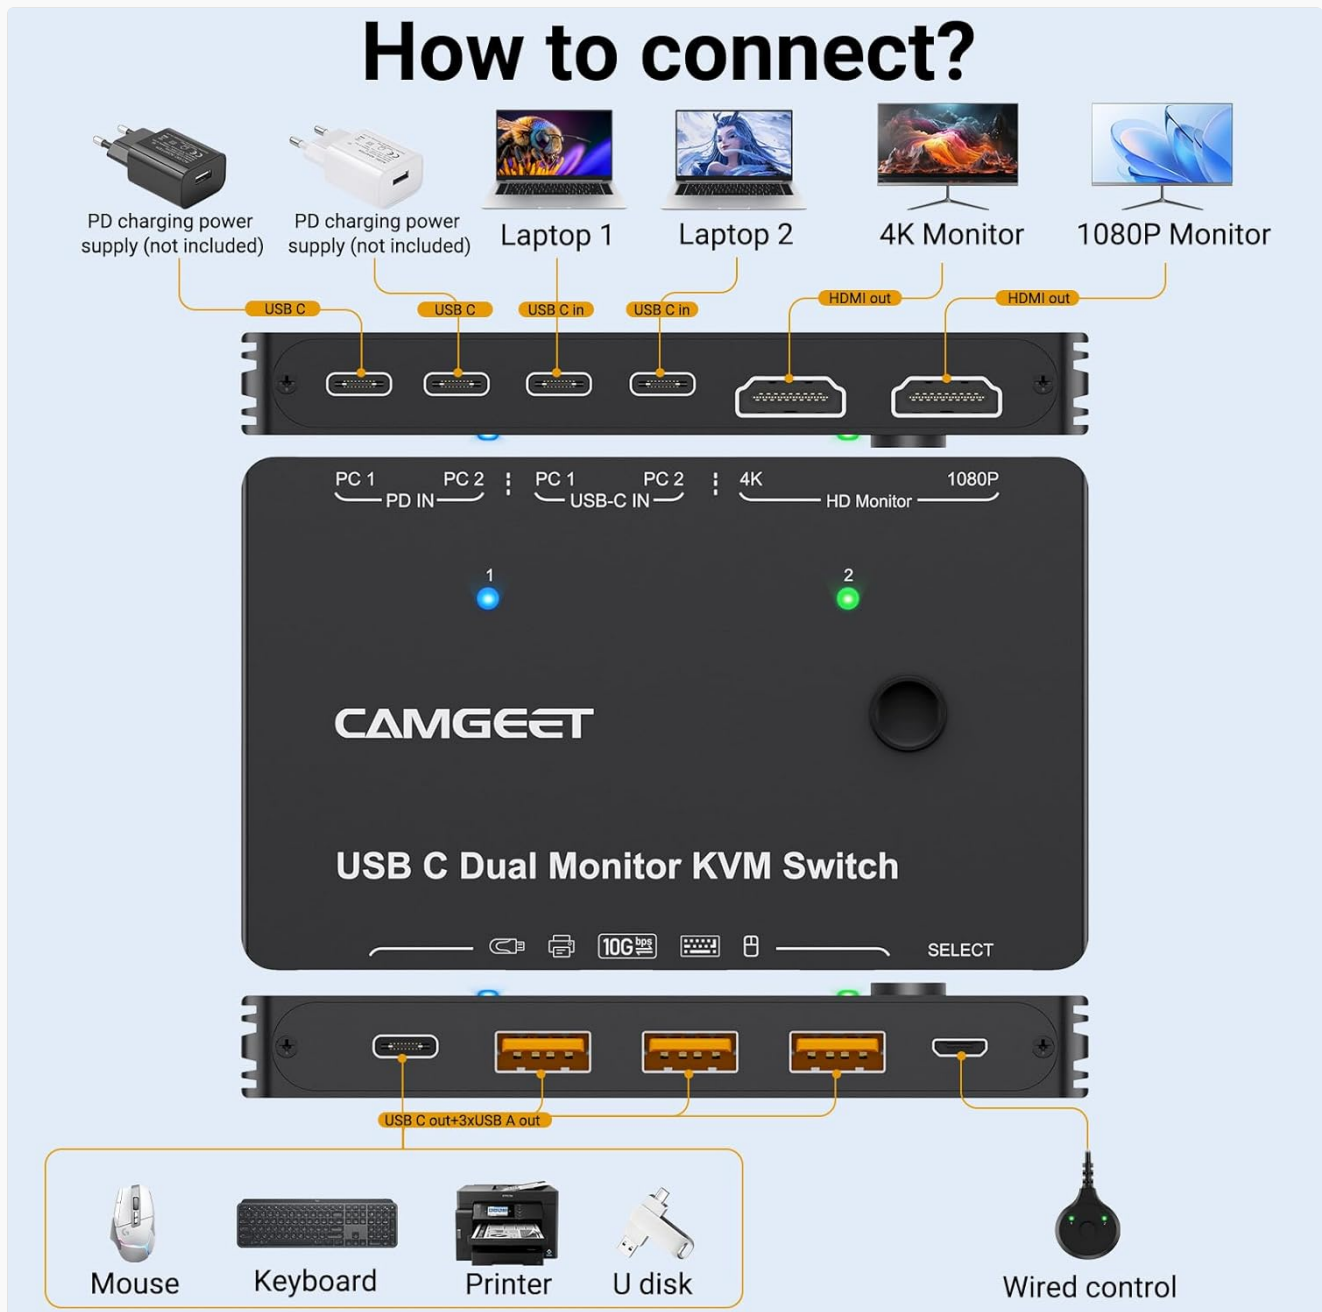 How to connect?
PD charging power
supply (not included)
PD charging power
supply (not included)
Laptop 1
Laptop 2
4K Monitor
1080P Monitor
USB C
USB C
USB C in
USB C in
HDMI out
HDMI out
PC 1
PC 2
PD IN
PC 1
PC 2
USB-C IN
4K
1080P
HD Monitor
1
2
CAMGEET
USB C Dual Monitor KVM Switch
10G bps
SELECT
USB C out+3xUSB A out
Mouse
Keyboard
Printer
U disk
Wired control